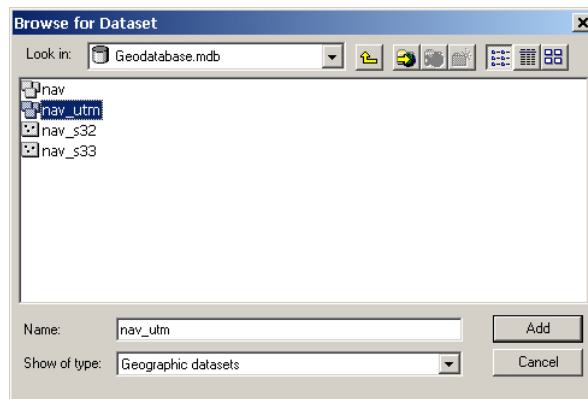 Browse for Dataset
Look in: Geodatabase.mdb
nav
nav_utm
nav_s32
nav_s33
Name: nav_utm Add
Show of type: Geographic datasets Cancel